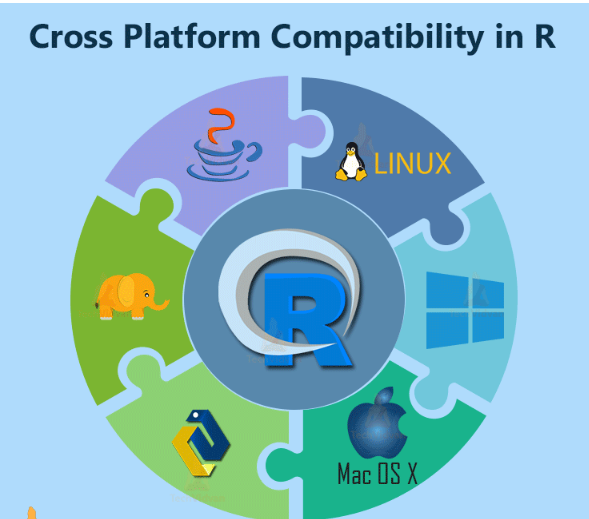 Cross Platform Compatibility in R
LINUX
R
Mac OS X